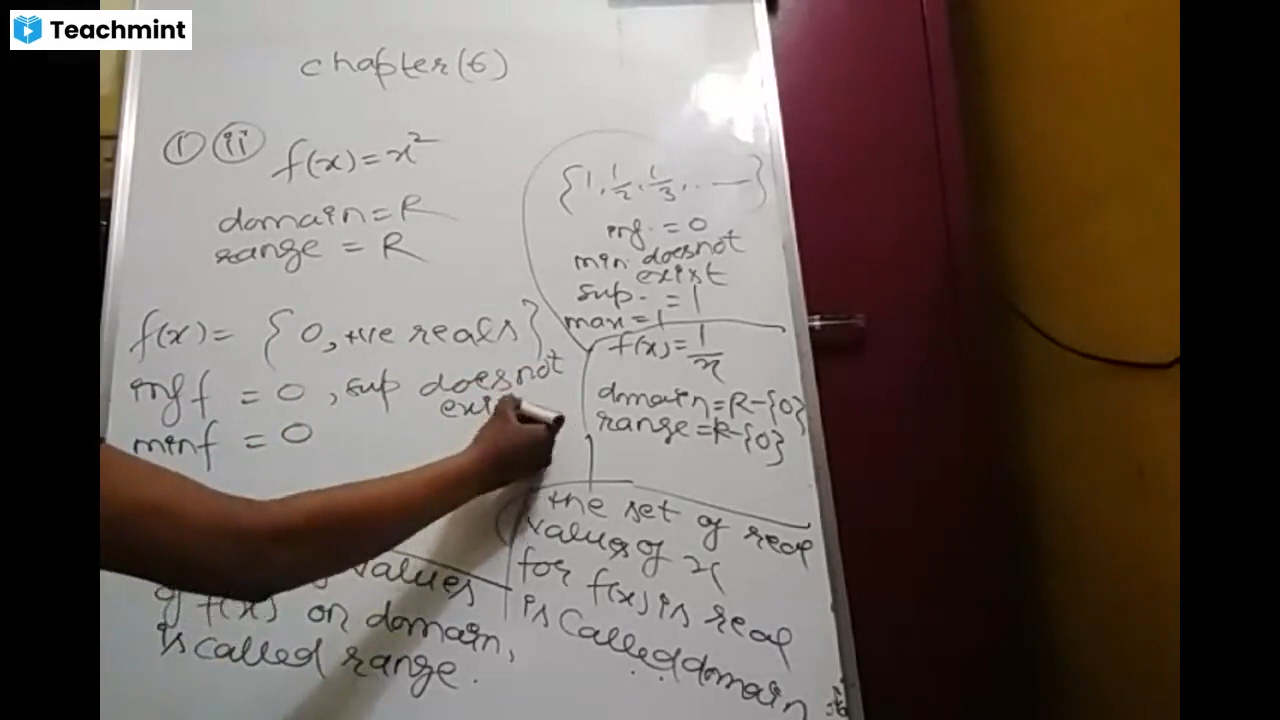 Teachmint
chapter (6)
i ii f(x) = x²
domain = R
range = R
f(x) = { 0, +ve reals }
inf f = 0, sup does not
min f = 0
{ 1, 1/2, 1/3, .. — }
inf. = 0
min. does not
exist
sup. = 1
max = 1
f(x) = 1/x
domain = R-{0}
range = R-{0}
the set of real
values of x
for f(x) is real
is called domain
values
of f(x) on domain,
is called range.